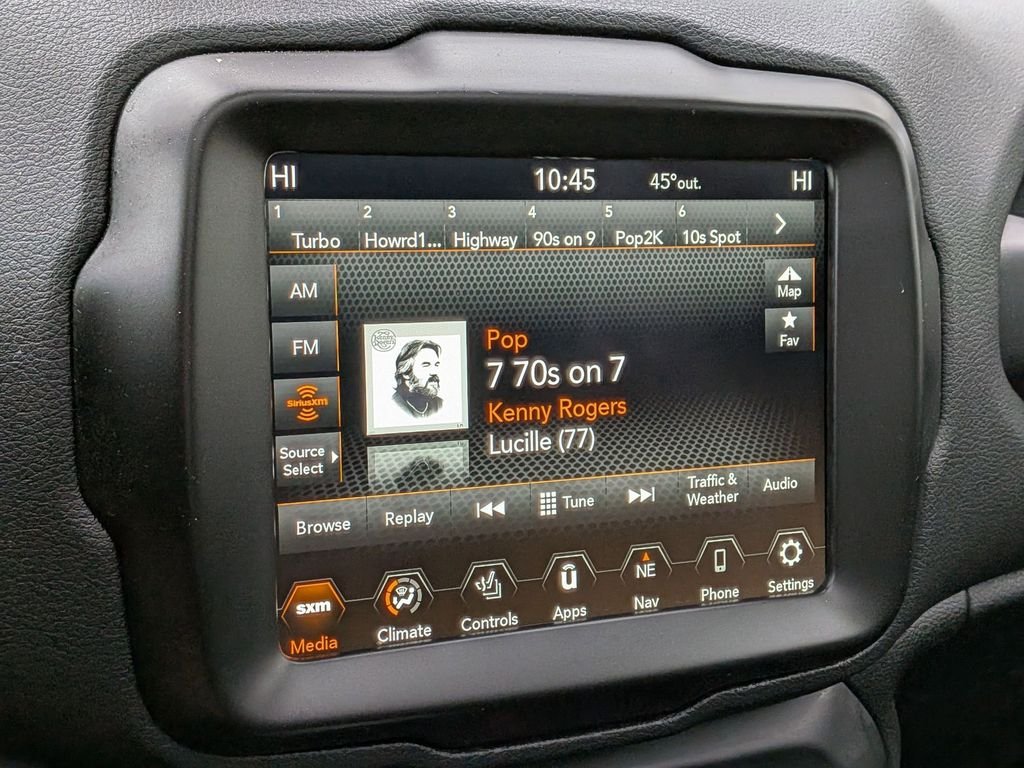 HI 10:45 45°out. HI
1 2 3 4 5 6
Turbo Howrd1... Highway 90s on 9 Pop2K 10s Spot
AM
Map
FM
Fav
Kenny Rogers
Pop
7 70s on 7
SiriusXM
Kenny Rogers
Lucille (77)
Source
Select
Browse Replay Tune
Traffic &
Weather
Audio
sxm NE
Media Climate Controls Apps Nav Phone Settings